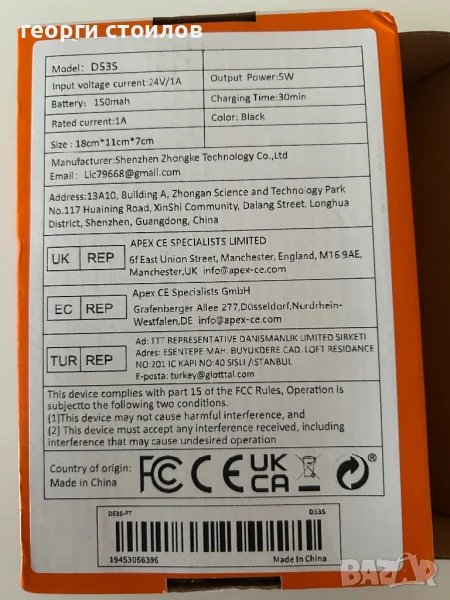 георги стоилов
Model: D53S
Input voltage current:24V/1A
Output Power:5W
Battery: 150mah
Charging Time:30min
Rated current:1A
Color: Black
Size : 18cm*11cm*7cm
Manufacturer:Shenzhen Zhongke Technology Co.,Ltd
Email: Lic79668@gmail.com
Address:13A10, Building A, Zhongan Science and Technology Park
No.117 Huaining Road, XinShi Community, Dalang Street. Longhua
District, Shenzhen, Guangdong, China
UK REP
APEX CE SPECIALISTS LIMITED
6f East Union Street, Manchester, England, M16 9AE,
Manchester,UK info@apex-ce.com
EC REP
Apex CE Specialists GmbH
Grafenberger Allee 277,Düsseldorf,Nordrhein-
Westfalen,DE info@apex-ce.com
TUR REP
Ad: TTT REPRESENTATIVE DANISMANLIK LIMITED SIRKETI
Adres: ESENTEPE MAH. BUYUKDERE CAD. LOFT RESIDANCE
NO:201 IC KAPI NO:40 SISLI/STANBUL
E-posta: turkey@glottal.com
This device complies with part 15 of the FCC Rules, Operation is
subjectto the following two conditions.
(1)This device may not cause harmful interference, and
(2) This device must accept any interference received, including
interference that may cause undesired operation
Country of origin:
Made in China
FC CE UK CA
D53S-FT
D53S
19453066396
Made In China
BAZAR